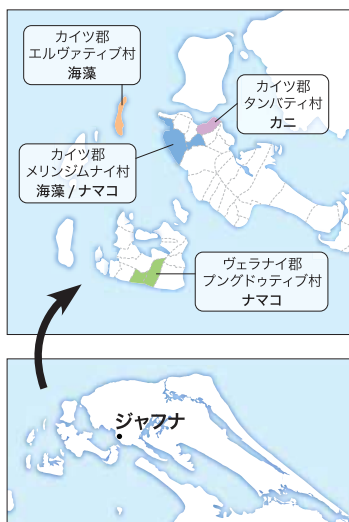 カイツ郡
エルヴァティブ村
海藻
カイツ郡
タンバティ村
カニ
カイツ郡
メリンジムナイ村
海藻 / ナマコ
ヴェラナイ郡
プングドゥティブ村
ナマコ
ジャフナ